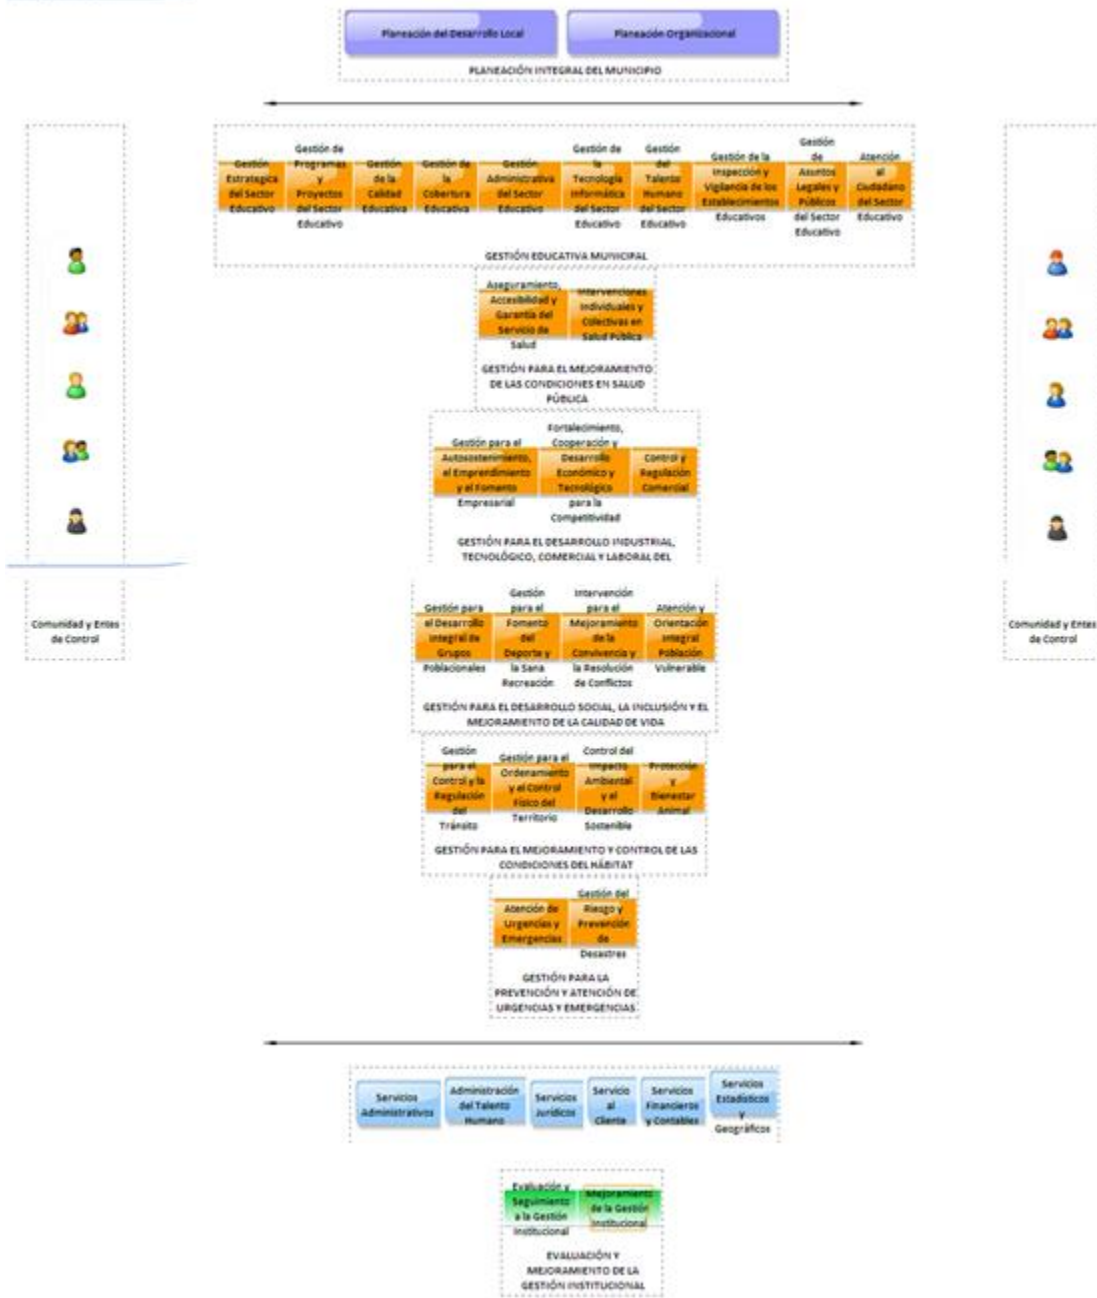 Planeación del Desarrollo Local
Planeación Organizacional
PLANEACIÓN INTEGRAL DEL MUNICIPIO
Gestión
Estrategica
del Sector
Educativo
Gestión de
Programas
y
Proyectos
del Sector
Educativo
Gestión
de la
Calidad
Educativa
Gestión de
la
Cobertura
Educativa
Gestión
Administrativa
del Sector
Educativo
Gestión de
la
Tecnología
Informática
del Sector
Educativo
Gestión
del
Talento
Humano
del Sector
Educativo
Gestión de la
Inspección y
Vigilancia de los
Establecimientos
Educativos
Gestión
de
Asuntos
Legales y
Públicos
del Sector
Educativo
Atención
al
Ciudadano
del Sector
Educativo
GESTIÓN EDUCATIVA MUNICIPAL
Aseguramiento,
Accesibilidad y
Garantía del
Servicio de
Salud
Intervenciones
Individuales y
Colectivas en
Salud Pública
GESTIÓN PARA EL MEJORAMIENTO
DE LAS CONDICIONES EN SALUD
PÚBLICA
Gestión para el
Autosostenimiento,
el Emprendimiento
y el Fomento
Empresarial
Fortalecimiento,
Cooperación y
Desarrollo
Económico y
Tecnológico
para la
Competitividad
Control y
Regulación
Comercial
GESTIÓN PARA EL DESARROLLO INDUSTRIAL,
TECNOLÓGICO, COMERCIAL Y LABORAL DEL
Comunidad y Entes
de Control
Gestión para
el Desarrollo
Integral de
Grupos
Poblacionales
Gestión
para el
Fomento
del
Deporte y
la Sana
Recreación
Intervención
para el
Mejoramiento
de la
Convivencia y
la Resolución
de Conflictos
Atención y
Orientación
Integral
Población
Vulnerable
GESTIÓN PARA EL DESARROLLO SOCIAL, LA INCLUSIÓN Y EL
MEJORAMIENTO DE LA CALIDAD DE VIDA
Comunidad y Entes
de Control
Gestión
para el
Control y la
Regulación
del
Tránsito
Gestión para el
Ordenamiento
y el Control
Físico del
Territorio
Control del
Impacto
Ambiental
y el
Desarrollo
Sostenible
Protección
y
Bienestar
Animal
GESTIÓN PARA EL MEJORAMIENTO Y CONTROL DE LAS
CONDICIONES DEL HÁBITAT
Atención de
Urgencias y
Emergencias
Gestión del
Riesgo y
Prevención
de
Desastres
GESTIÓN PARA LA
PREVENCIÓN Y ATENCIÓN DE
URGENCIAS Y EMERGENCIAS
Servicios
Administrativos
Administración
del Talento
Humano
Servicios
Jurídicos
Servicio
al
Cliente
Servicios
Financieros
y Contables
Servicios
Estadísticos
y
Geográficos
Evaluación y
Seguimiento
a la Gestión
Institucional
Mejoramiento
de la Gestión
Institucional
EVALUACIÓN Y
MEJORAMIENTO DE LA
GESTIÓN INSTITUCIONAL